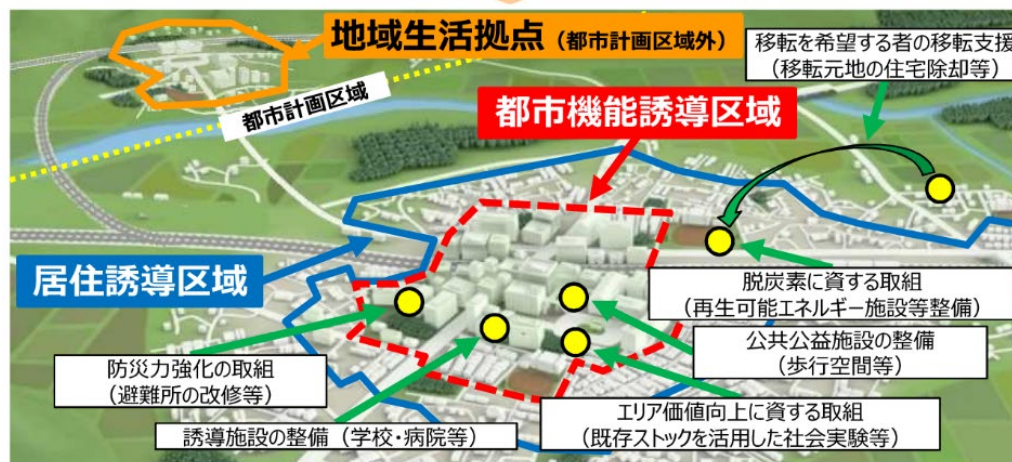 地域生活拠点（都市計画区域外）
移転を希望する者の移転支援
（移転元地の住宅除却等）
都市計画区域
都市機能誘導区域
居住誘導区域
脱炭素に資する取組
（再生可能エネルギー施設等整備）
公共公益施設の整備
（歩行空間等）
防災力強化の取組
（避難所の改修等）
エリア価値向上に資する取組
（既存ストックを活用した社会実験等）
誘導施設の整備（学校・病院等）